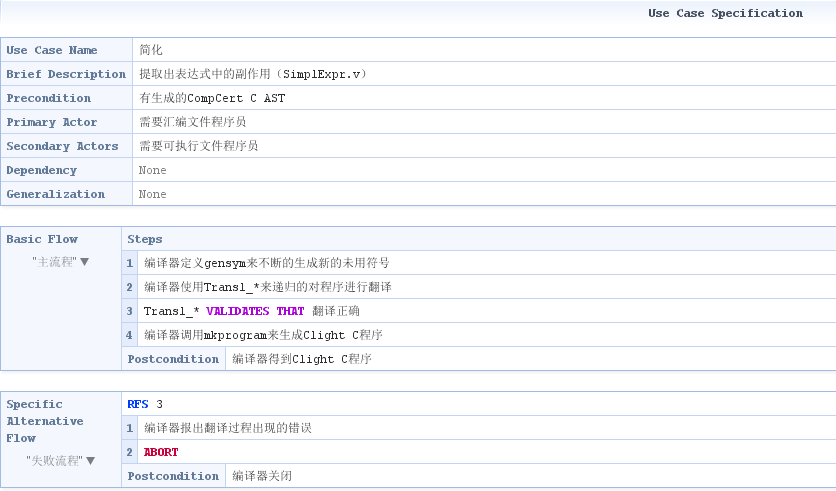 Use Case Specification
Use Case Name 简化
Brief Description 提取出表达式中的副作用（SimplExpr.v）
Precondition 有生成的CompCert C AST
Primary Actor 需要汇编文件程序员
Secondary Actors 需要可执行文件程序员
Dependency None
Generalization None
Basic Flow Steps
"主流程" ▼ 1 编译器定义gensym来不断的生成新的未用符号
2 编译器使用Transl_*来递归的对程序进行翻译
3 Transl_* VALIDATES THAT 翻译正确
4 编译器调用mkprogram来生成Clight C程序
Postcondition 编译器得到Clight C程序
Specific Alternative Flow RFS 3
"失败流程" ▼ 1 编译器报出翻译过程出现的错误
2 ABORT
Postcondition 编译器关闭